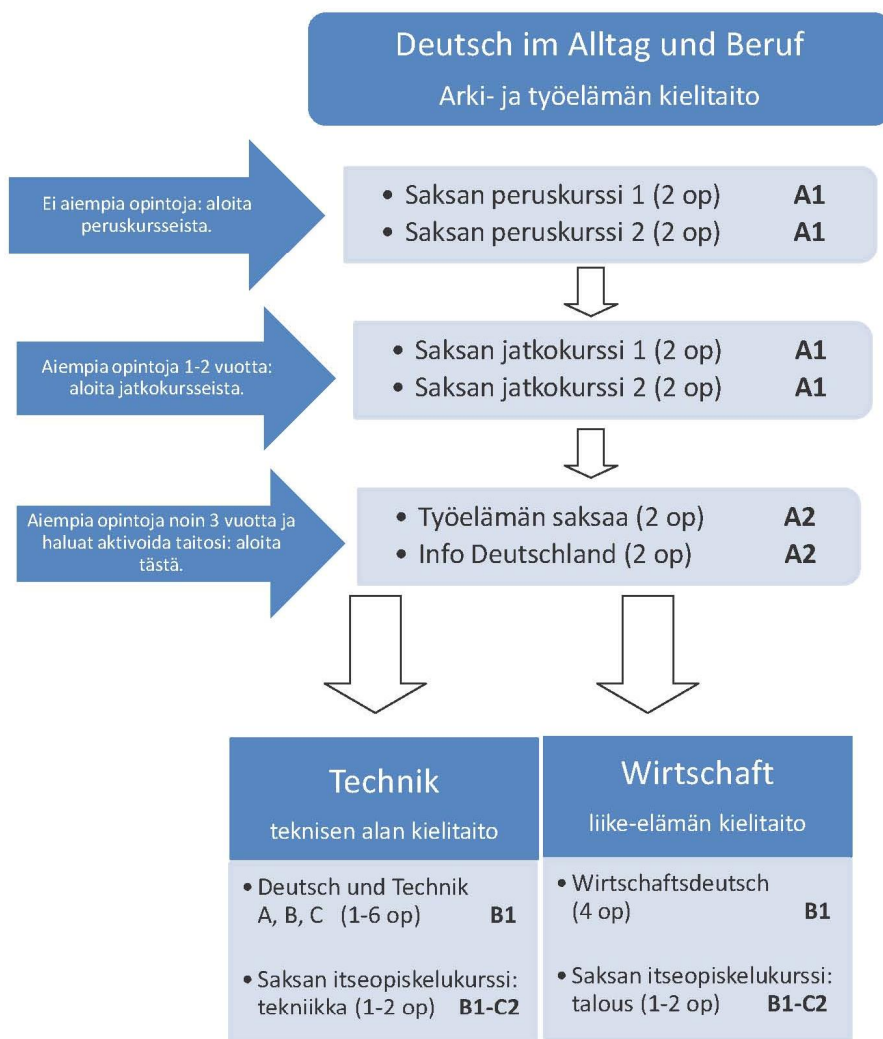 Deutsch im Alltag und Beruf
Arki- ja työelämän kielitaito
Ei aiempia opintoja: aloita
peruskursseista.
• Saksan peruskurssi 1 (2 op) A1
• Saksan peruskurssi 2 (2 op) A1
Aiempia opintoja 1-2 vuotta:
aloita jatkokursseista.
• Saksan jatkokurssi 1 (2 op) A1
• Saksan jatkokurssi 2 (2 op) A1
Aiempia opintoja noin 3 vuotta ja
haluat aktivoida taitosi: aloita
tästä.
• Työelämän saksaa (2 op) A2
• Info Deutschland (2 op) A2
Technik
teknisen alan kielitaito
• Deutsch und Technik
A, B, C (1-6 op) B1
• Saksan itseopiskelukurssi:
tekniikka (1-2 op) B1-C2
Wirtschaft
liike-elämän kielitaito
• Wirtschaftsdeutsch
(4 op) B1
• Saksan itseopiskelukurssi:
talous (1-2 op) B1-C2